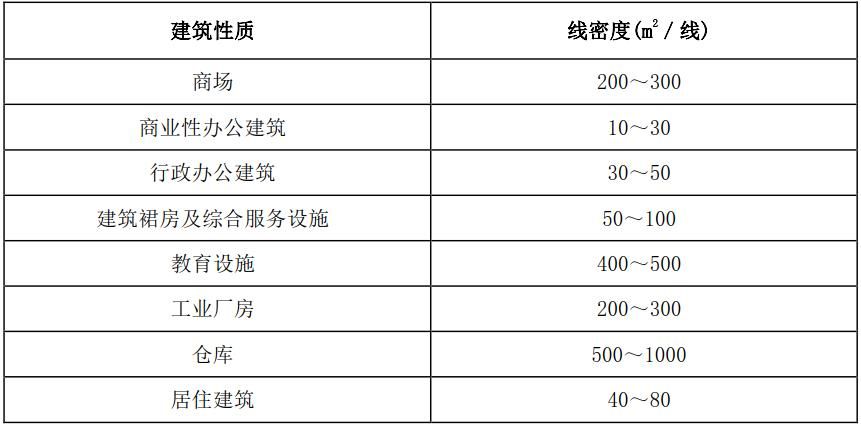 建筑性质 线密度(m²／线)
商场 200～300
商业性办公建筑 10～30
行政办公建筑 30～50
建筑裙房及综合服务设施 50～100
教育设施 400～500
工业厂房 200～300
仓库 500～1000
居住建筑 40～80